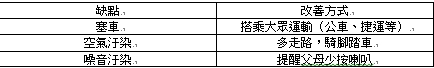 缺點 改善方式
塞車 搭乘大眾運輸（公車、捷運等）
空氣汙染 多走路，騎腳踏車
噪音汙染 提醒父母少按喇叭